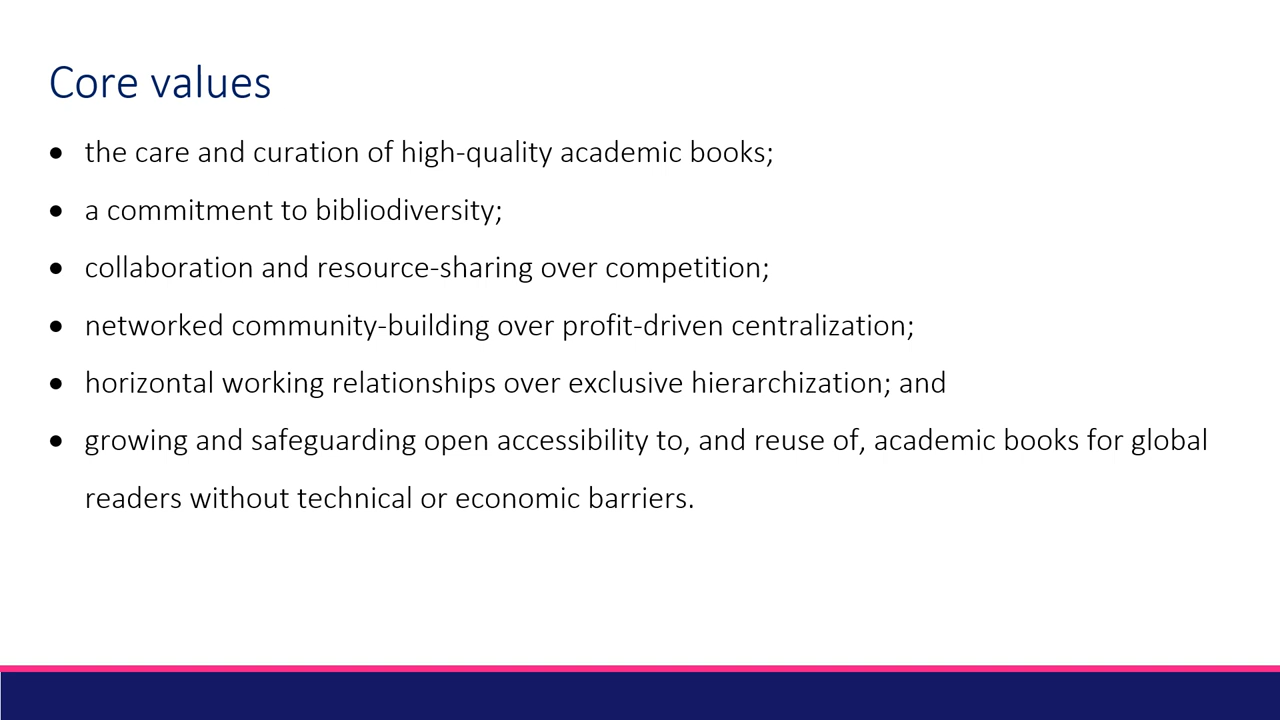 Core values
• the care and curation of high-quality academic books;
• a commitment to bibliodiversity;
• collaboration and resource-sharing over competition;
• networked community-building over profit-driven centralization;
• horizontal working relationships over exclusive hierarchization; and
• growing and safeguarding open accessibility to, and reuse of, academic books for global
readers without technical or economic barriers.